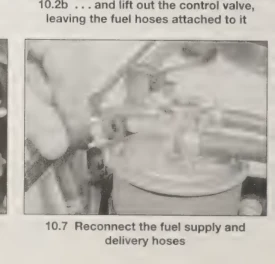 10.2b ... and lift out the control valve,
leaving the fuel hoses attached to it
10.7 Reconnect the fuel supply and
delivery hoses